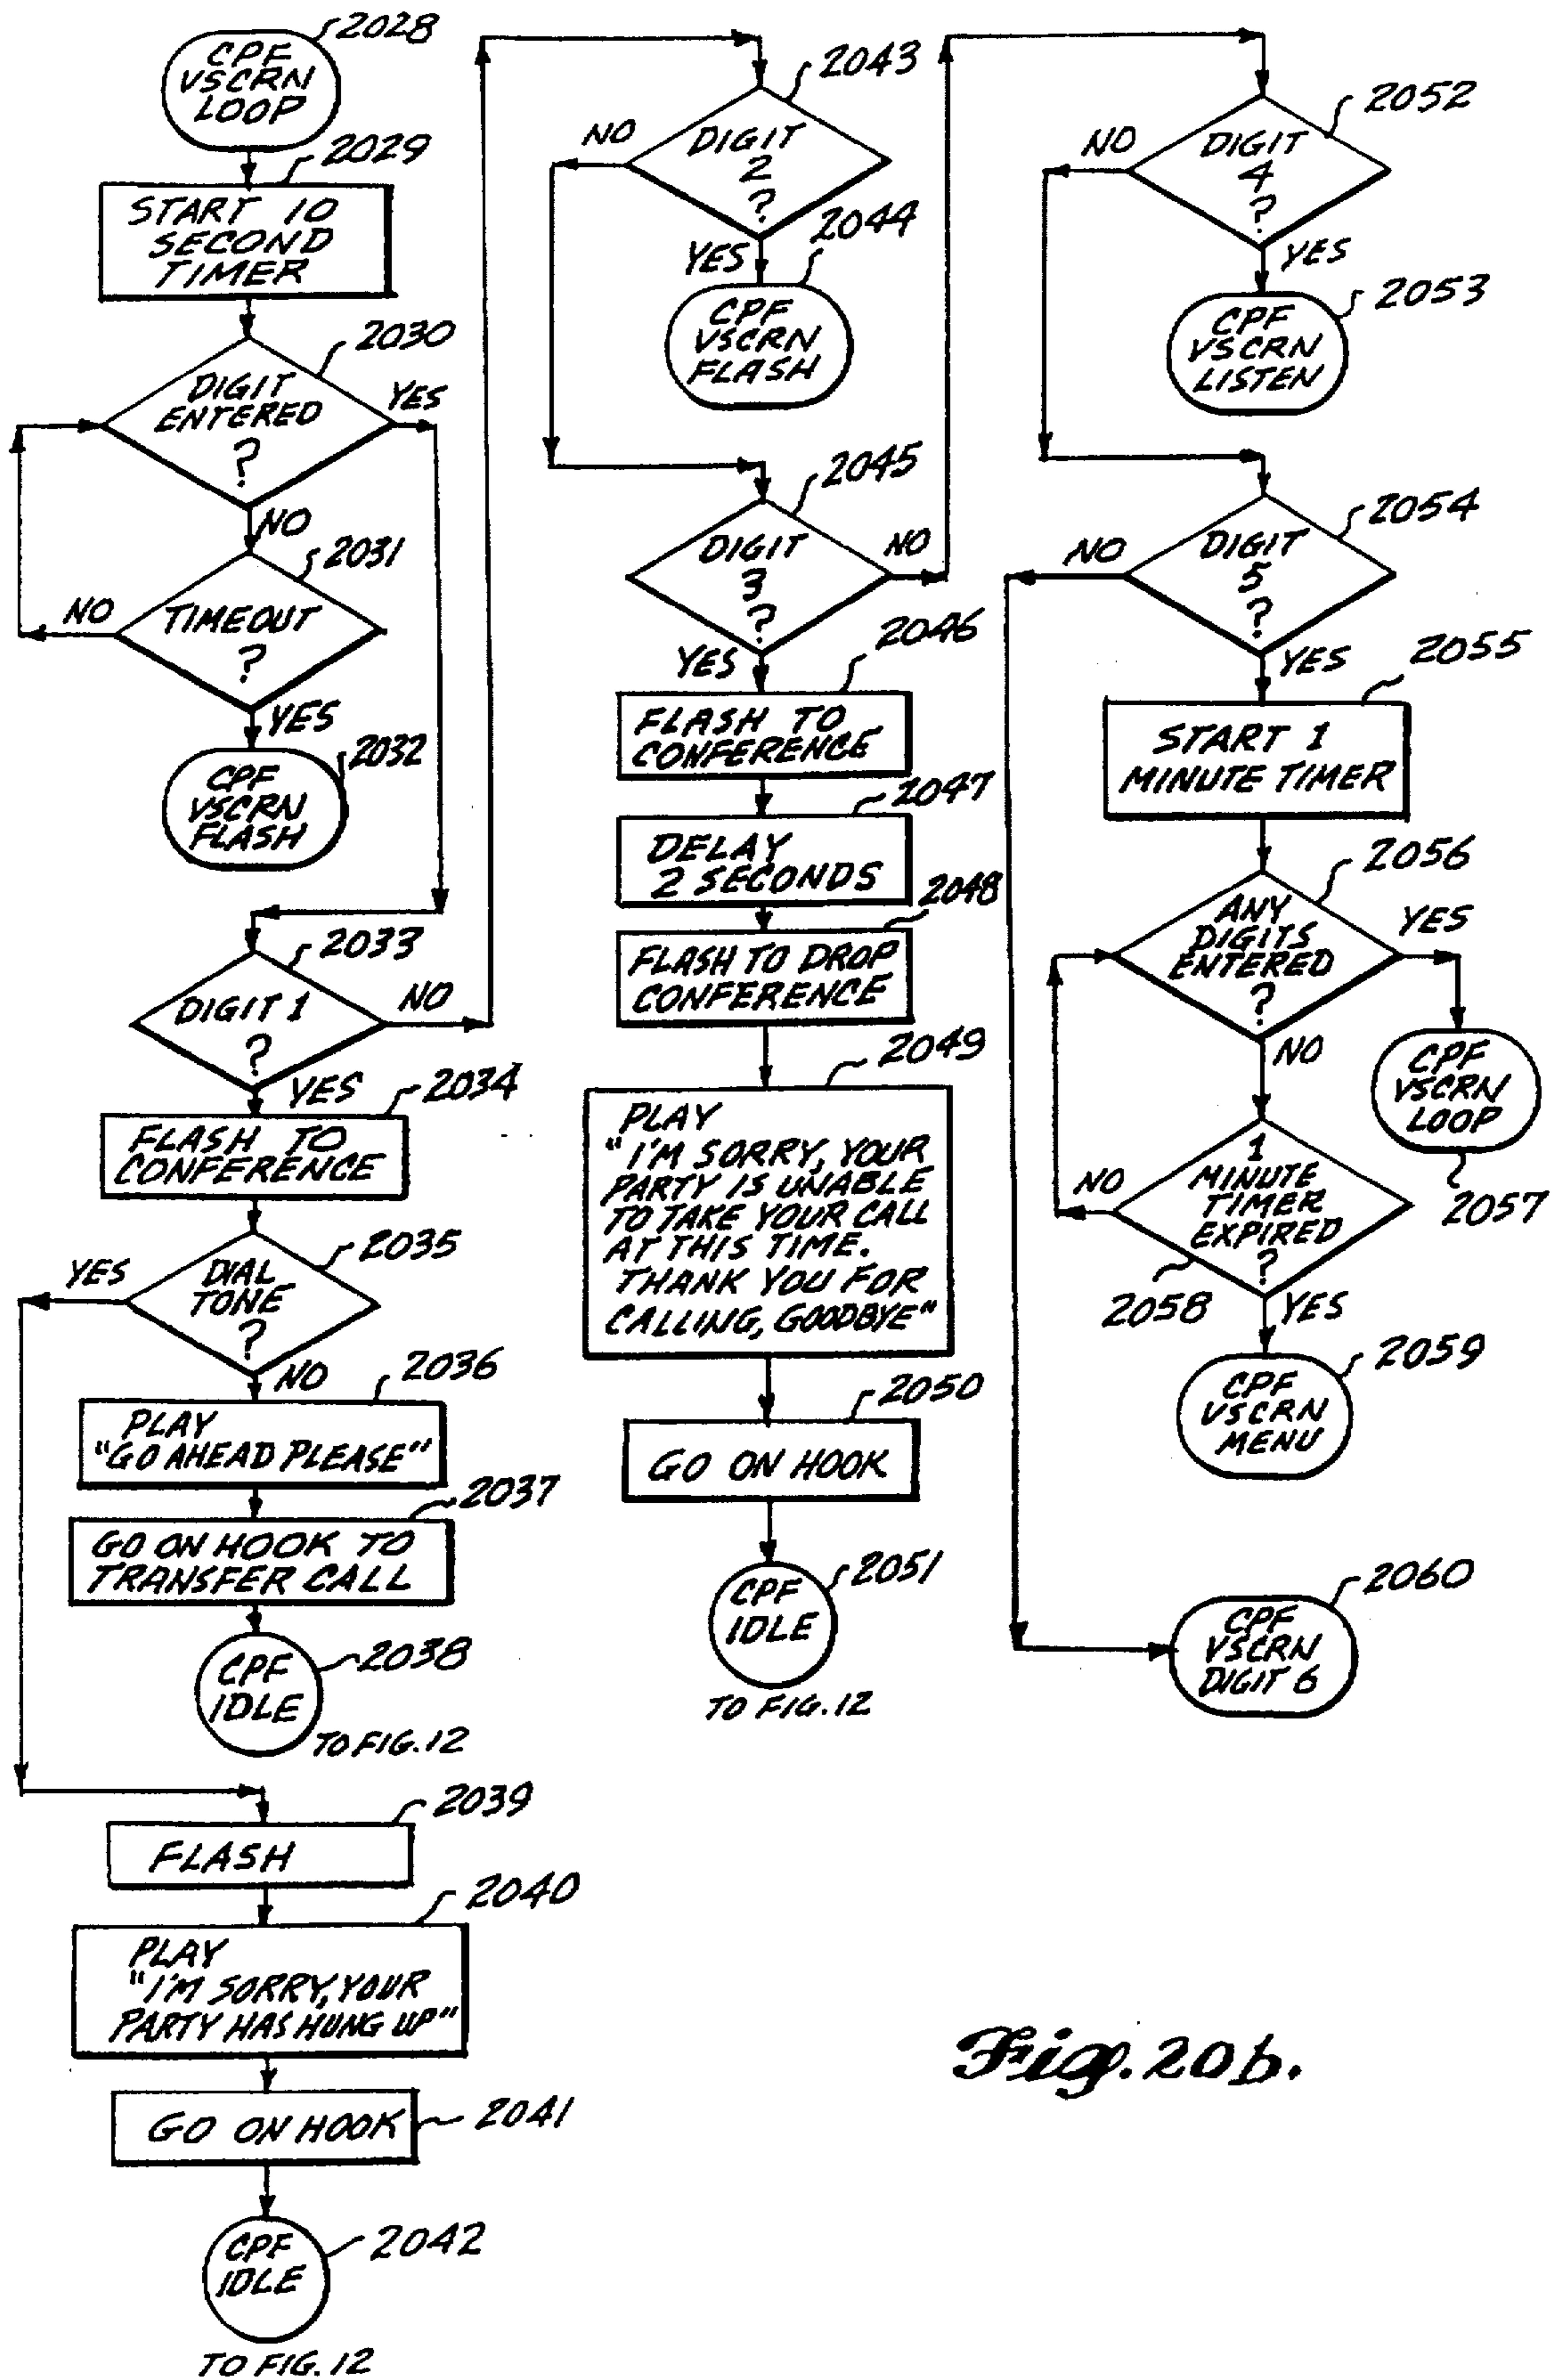 2028
CPF
VSCRN
LOOP
2029
START 10
SECOND
TIMER
2030
DIGIT
ENTERED
?
YES
NO
2031
TIMEOUT
?
NO
YES
2032
CPF
VSCRN
FLASH
2033
DIGIT 1
?
NO
YES
2034
FLASH TO
CONFERENCE
2035
DIAL
TONE
?
YES
NO
2036
PLAY
"GO AHEAD PLEASE"
2037
GO ON HOOK TO
TRANSFER CALL
2038
CPF
IDLE
TO FIG. 12
2039
FLASH
2040
PLAY
"I'M SORRY, YOUR
PARTY HAS HUNG UP"
2041
GO ON HOOK
2042
CPF
IDLE
TO FIG. 12
2043
DIGIT
2
?
NO
YES
2044
CPF
VSCRN
FLASH
2045
DIGIT
3
?
NO
YES
2046
FLASH TO
CONFERENCE
2047
DELAY
2 SECONDS
2048
FLASH TO DROP
CONFERENCE
2049
PLAY
"I'M SORRY, YOUR
PARTY IS UNABLE
TO TAKE YOUR CALL
AT THIS TIME.
THANK YOU FOR
CALLING, GOODBYE"
2050
GO ON HOOK
2051
CPF
IDLE
TO FIG. 12
2052
DIGIT
4
?
NO
YES
2053
CPF
VSCRN
LISTEN
2054
DIGIT
5
?
NO
YES
2055
START 1
MINUTE TIMER
2056
ANY
DIGITS
ENTERED
?
YES
NO
CPF
VSCRN
LOOP
2057
1
MINUTE
TIMER
EXPIRED
?
NO
2058
YES
2059
CPF
VSCRN
MENU
2060
CPF
VSCRN
DIGIT 6
Fig. 20b.